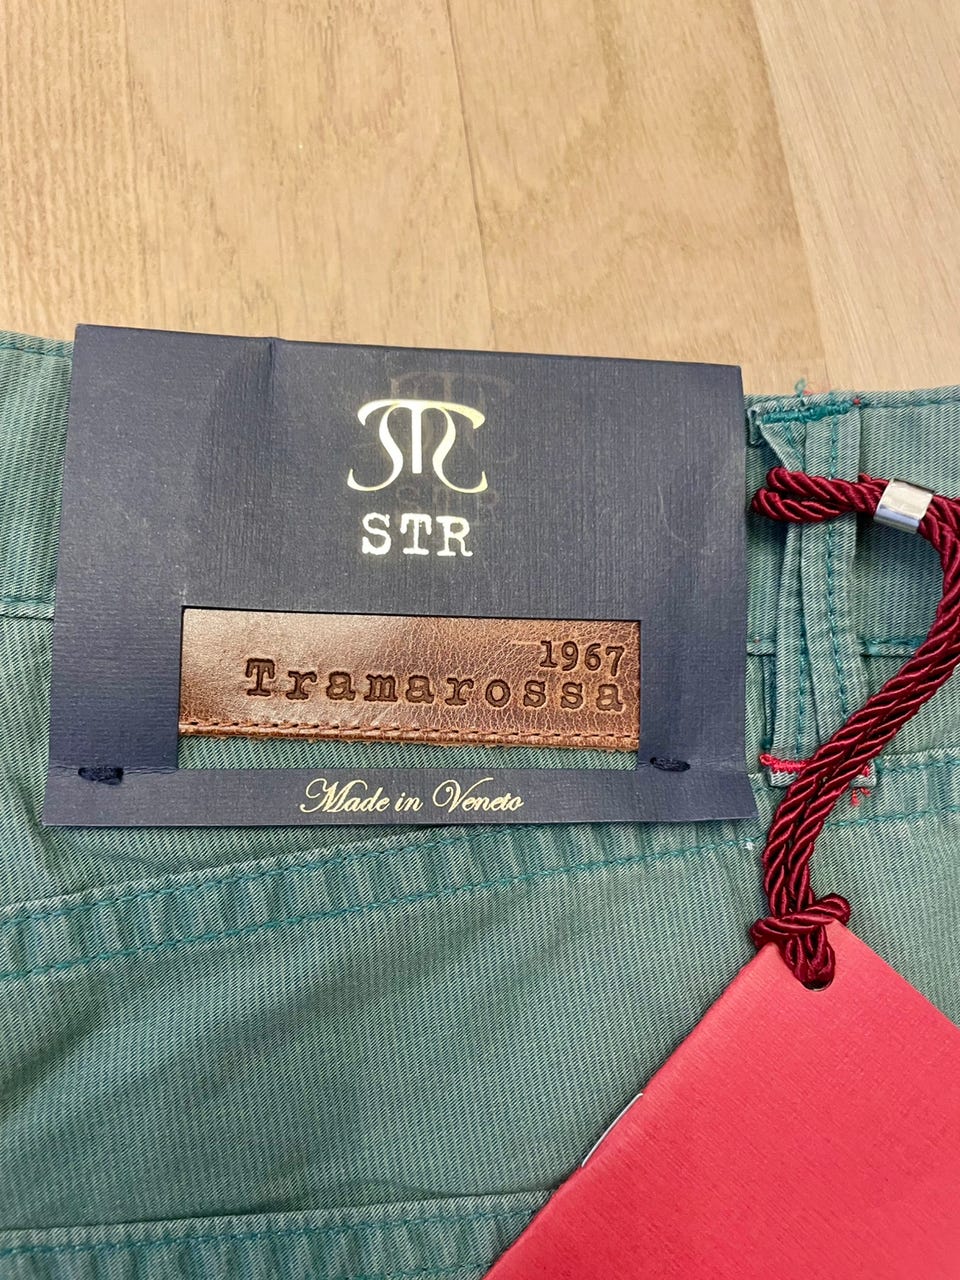 STR
1967
Tramarossa
Made in Veneto